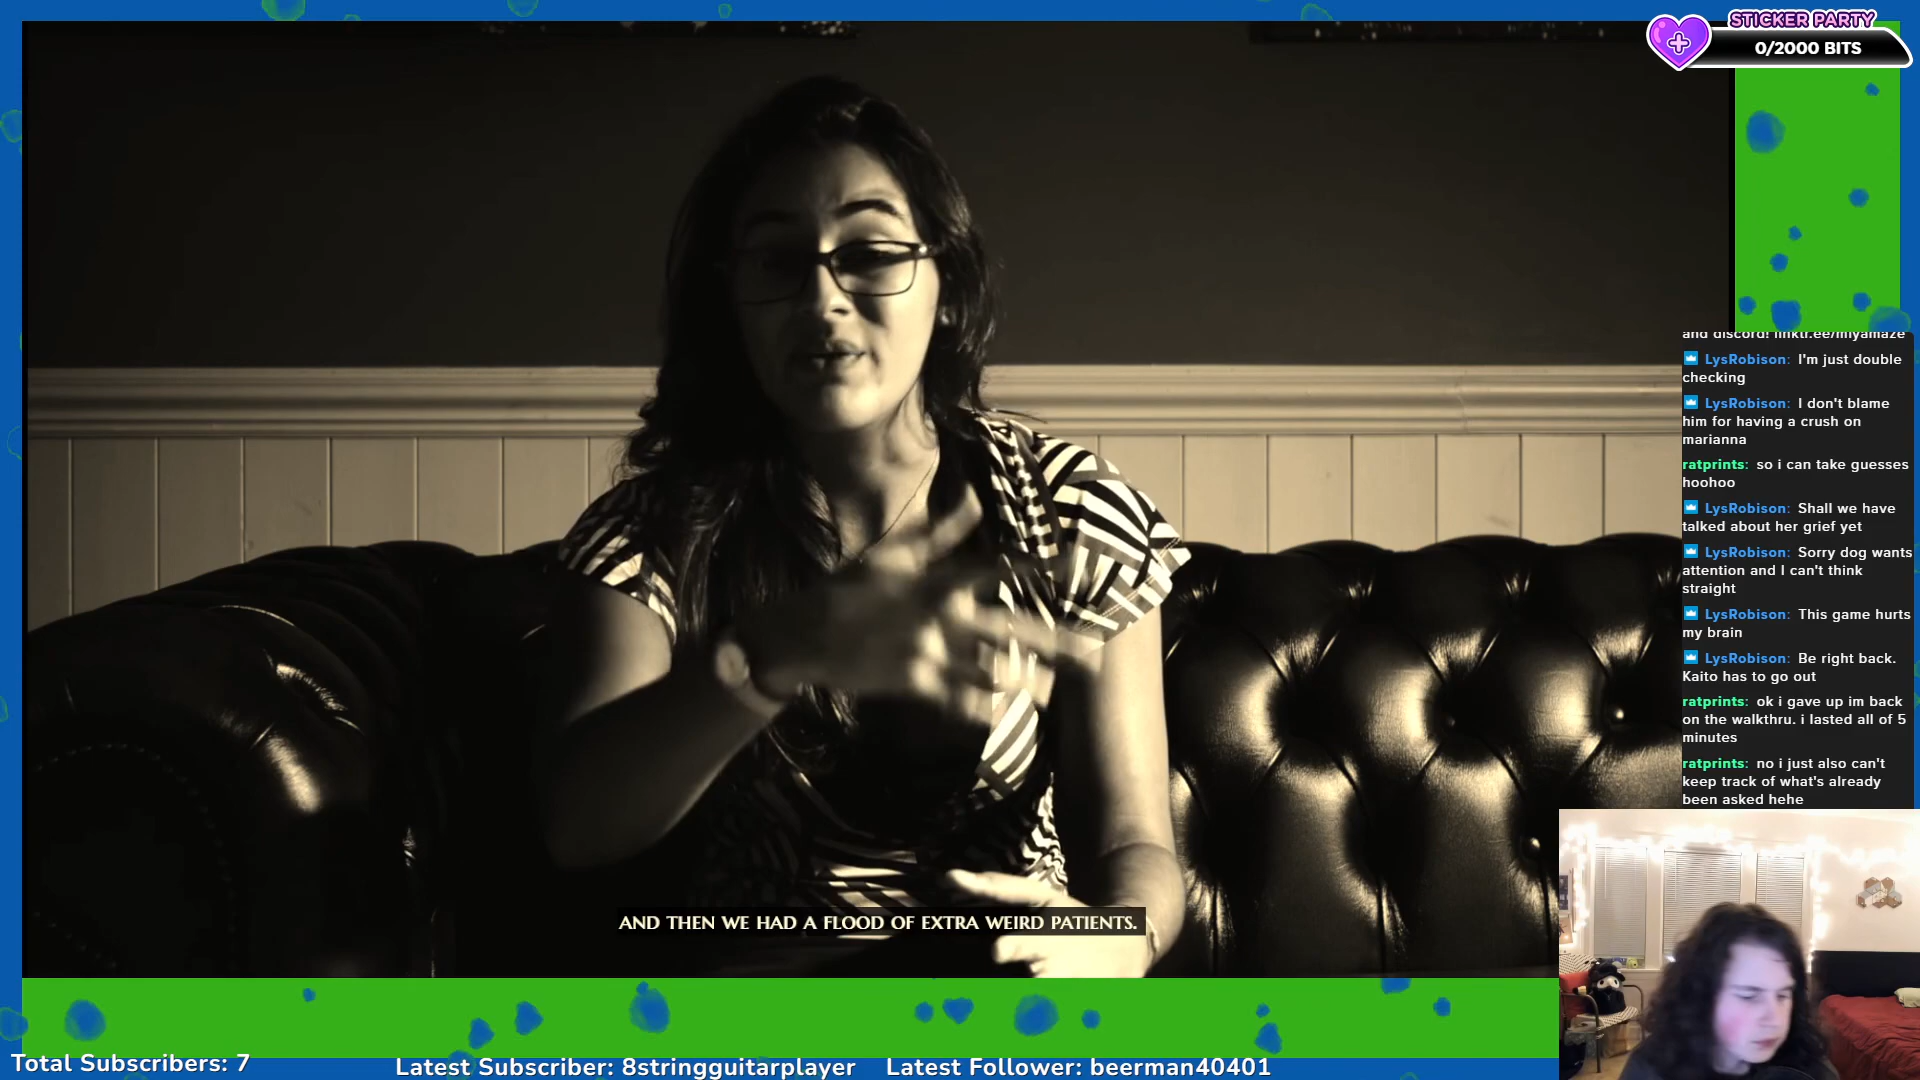 STICKER PARTY
0/2000 BITS
and discord! linktr.ee/miyamaze
LysRobison: I'm just double
checking
LysRobison: I don't blame
him for having a crush on
marianna
ratprints: so i can take guesses
hoohoo
LysRobison: Shall we have
talked about her grief yet
LysRobison: Sorry dog wants
attention and I can't think
straight
LysRobison: This game hurts
my brain
LysRobison: Be right back.
Kaito has to go out
ratprints: ok i gave up im back
on the walkthru. i lasted all of 5
minutes
ratprints: no i just also can't
keep track of what's already
been asked hehe
AND THEN WE HAD A FLOOD OF EXTRA WEIRD PATIENTS.
Total Subscribers: 7
Latest Subscriber: 8stringguitarplayer
Latest Follower: beerman40401